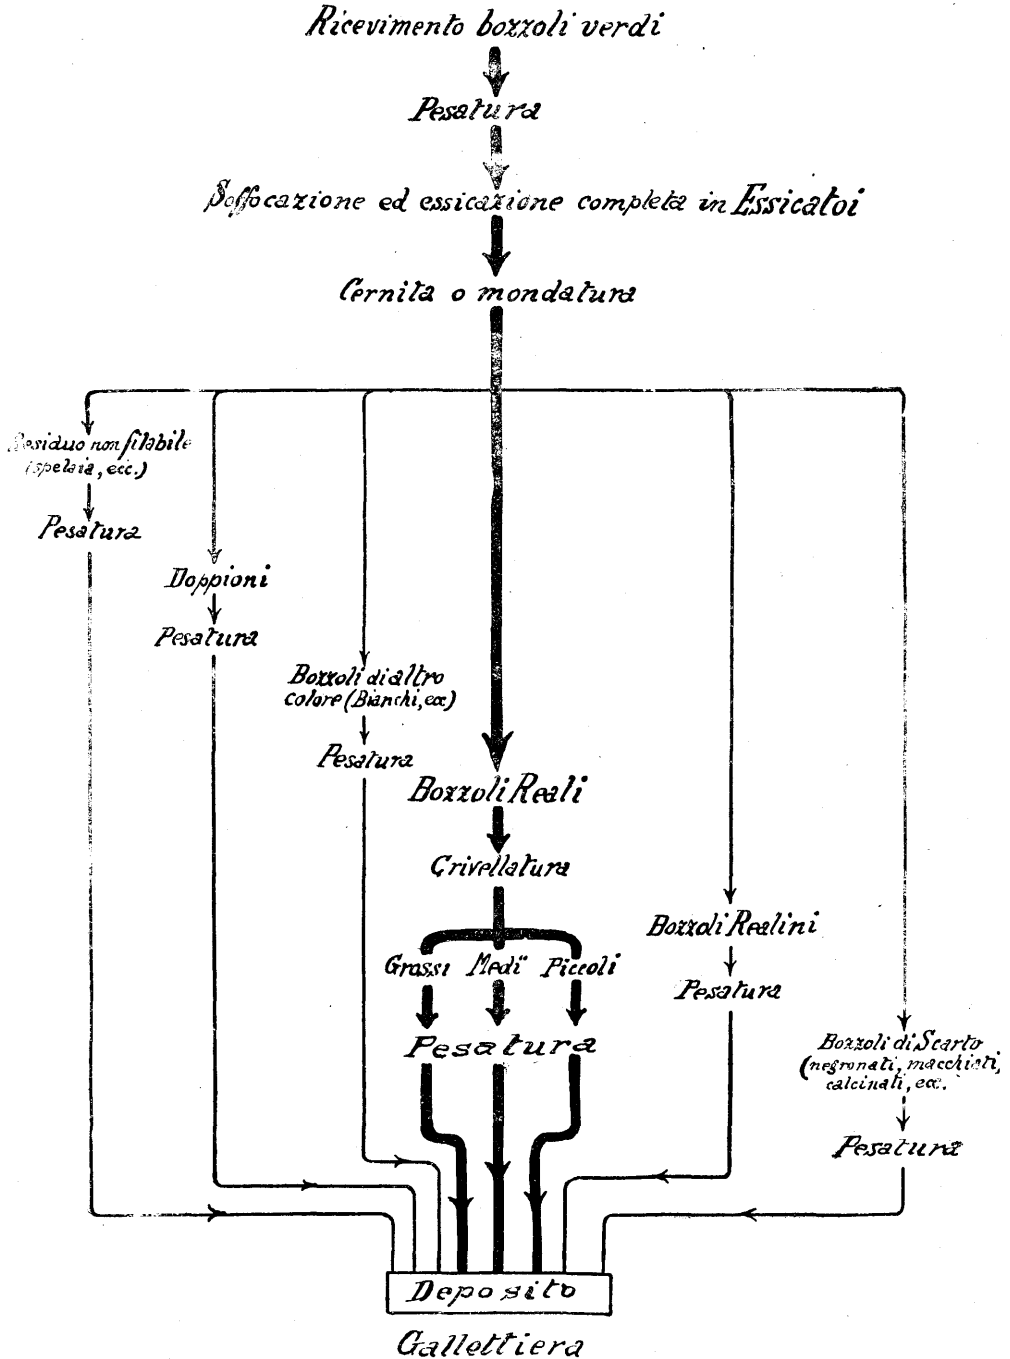 Ricevimento bozzoli verdi
Pesatura
Soffocazione ed essicazione completa in Essicatoi
Cernita o mondatura
Residuo non filabile
(spelaia, ecc.)
Pesatura
Doppioni
Pesatura
Bozzoli di altro
colore (Bianchi, ecc)
Pesatura
Bozzoli Reali
Crivellatura
Grossi Medi Piccoli
Pesatura
Bozzoli Realini
Pesatura
Bozzoli di Scarto
(negronati, macchiati,
calcinati, ecc.
Pesatura
Deposito
Gallettiera